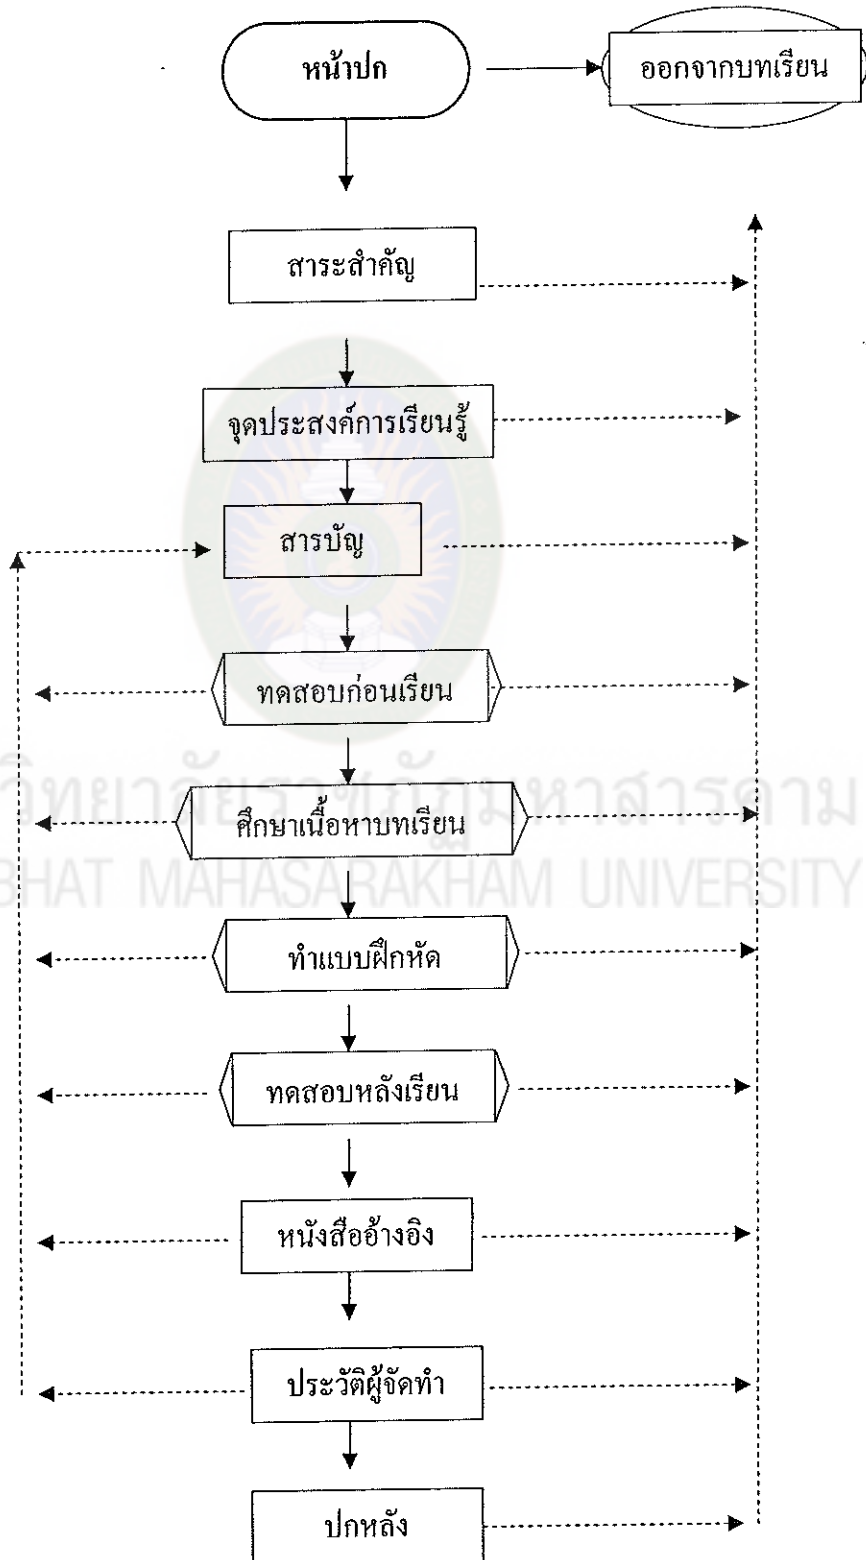 หน้าปก
ออกจากบทเรียน
สาระสำคัญ
จุดประสงค์การเรียนรู้
สารบัญ
ทดสอบก่อนเรียน
วิทยาลัยราชภัฏมหาสารคาม
ศึกษาเนื้อหาบทเรียน
BHAT MAHASARAKHAM UNIVERSITY
ทำแบบฝึกหัด
ทดสอบหลังเรียน
หนังสืออ้างอิง
ประวัติผู้จัดทำ
ปกหลัง